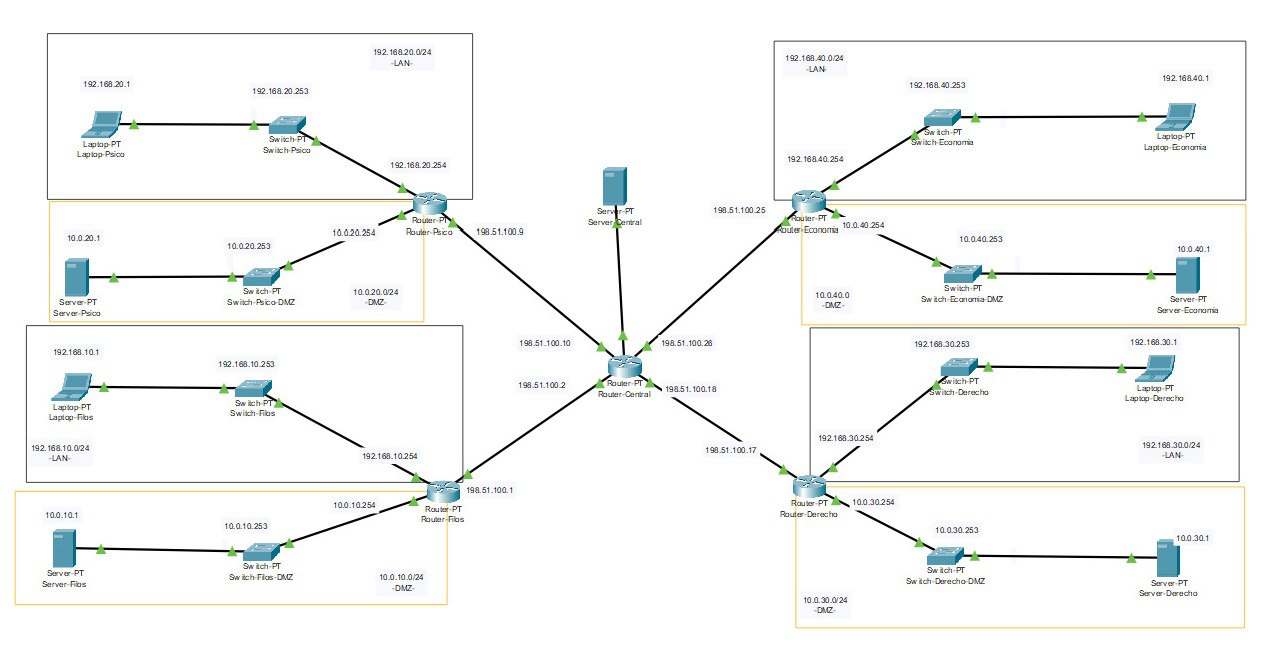 192.168.20.0/24
-LAN-
192.168.20.1
192.168.20.253
Laptop-PT
Laptop-Psico
Switch-PT
Switch-Psico
192.168.20.254
Router-PT
Router-Psico
198.51.100.9
10.0.20.1
10.0.20.253
10.0.20.254
Server-PT
Server-Psico
Switch-PT
Switch-Psico-DMZ
10.0.20.0/24
-DMZ-
192.168.10.1
192.168.10.253
Laptop-PT
Laptop-Filos
Switch-PT
Switch-Filos
192.168.10.0/24
-LAN-
192.168.10.254
198.51.100.1
Router-PT
Router-Filos
10.0.10.1
10.0.10.253
10.0.10.254
Server-PT
Server-Filos
Switch-PT
Switch-Filos-DMZ
10.0.10.0/24
-DMZ-
Server-PT
Server-Central
198.51.100.10
198.51.100.26
198.51.100.2
198.51.100.18
Router-PT
Router-Central
192.168.40.0/24
-LAN-
192.168.40.253
192.168.40.1
Switch-PT
Switch-Economia
Laptop-PT
Laptop-Economia
192.168.40.254
198.51.100.25
Router-PT
Router-Economia
10.0.40.254
10.0.40.253
10.0.40.1
Switch-PT
Switch-Economia-DMZ
Server-PT
Server-Economia
10.0.40.0
-DMZ-
192.168.30.253
192.168.30.1
Switch-PT
Switch-Derecho
Laptop-PT
Laptop-Derecho
192.168.30.254
192.168.30.0/24
-LAN-
198.51.100.17
Router-PT
Router-Derecho
10.0.30.254
10.0.30.253
10.0.30.1
Switch-PT
Switch-Derecho-DMZ
Server-PT
Server-Derecho
10.0.30.0/24
-DMZ-